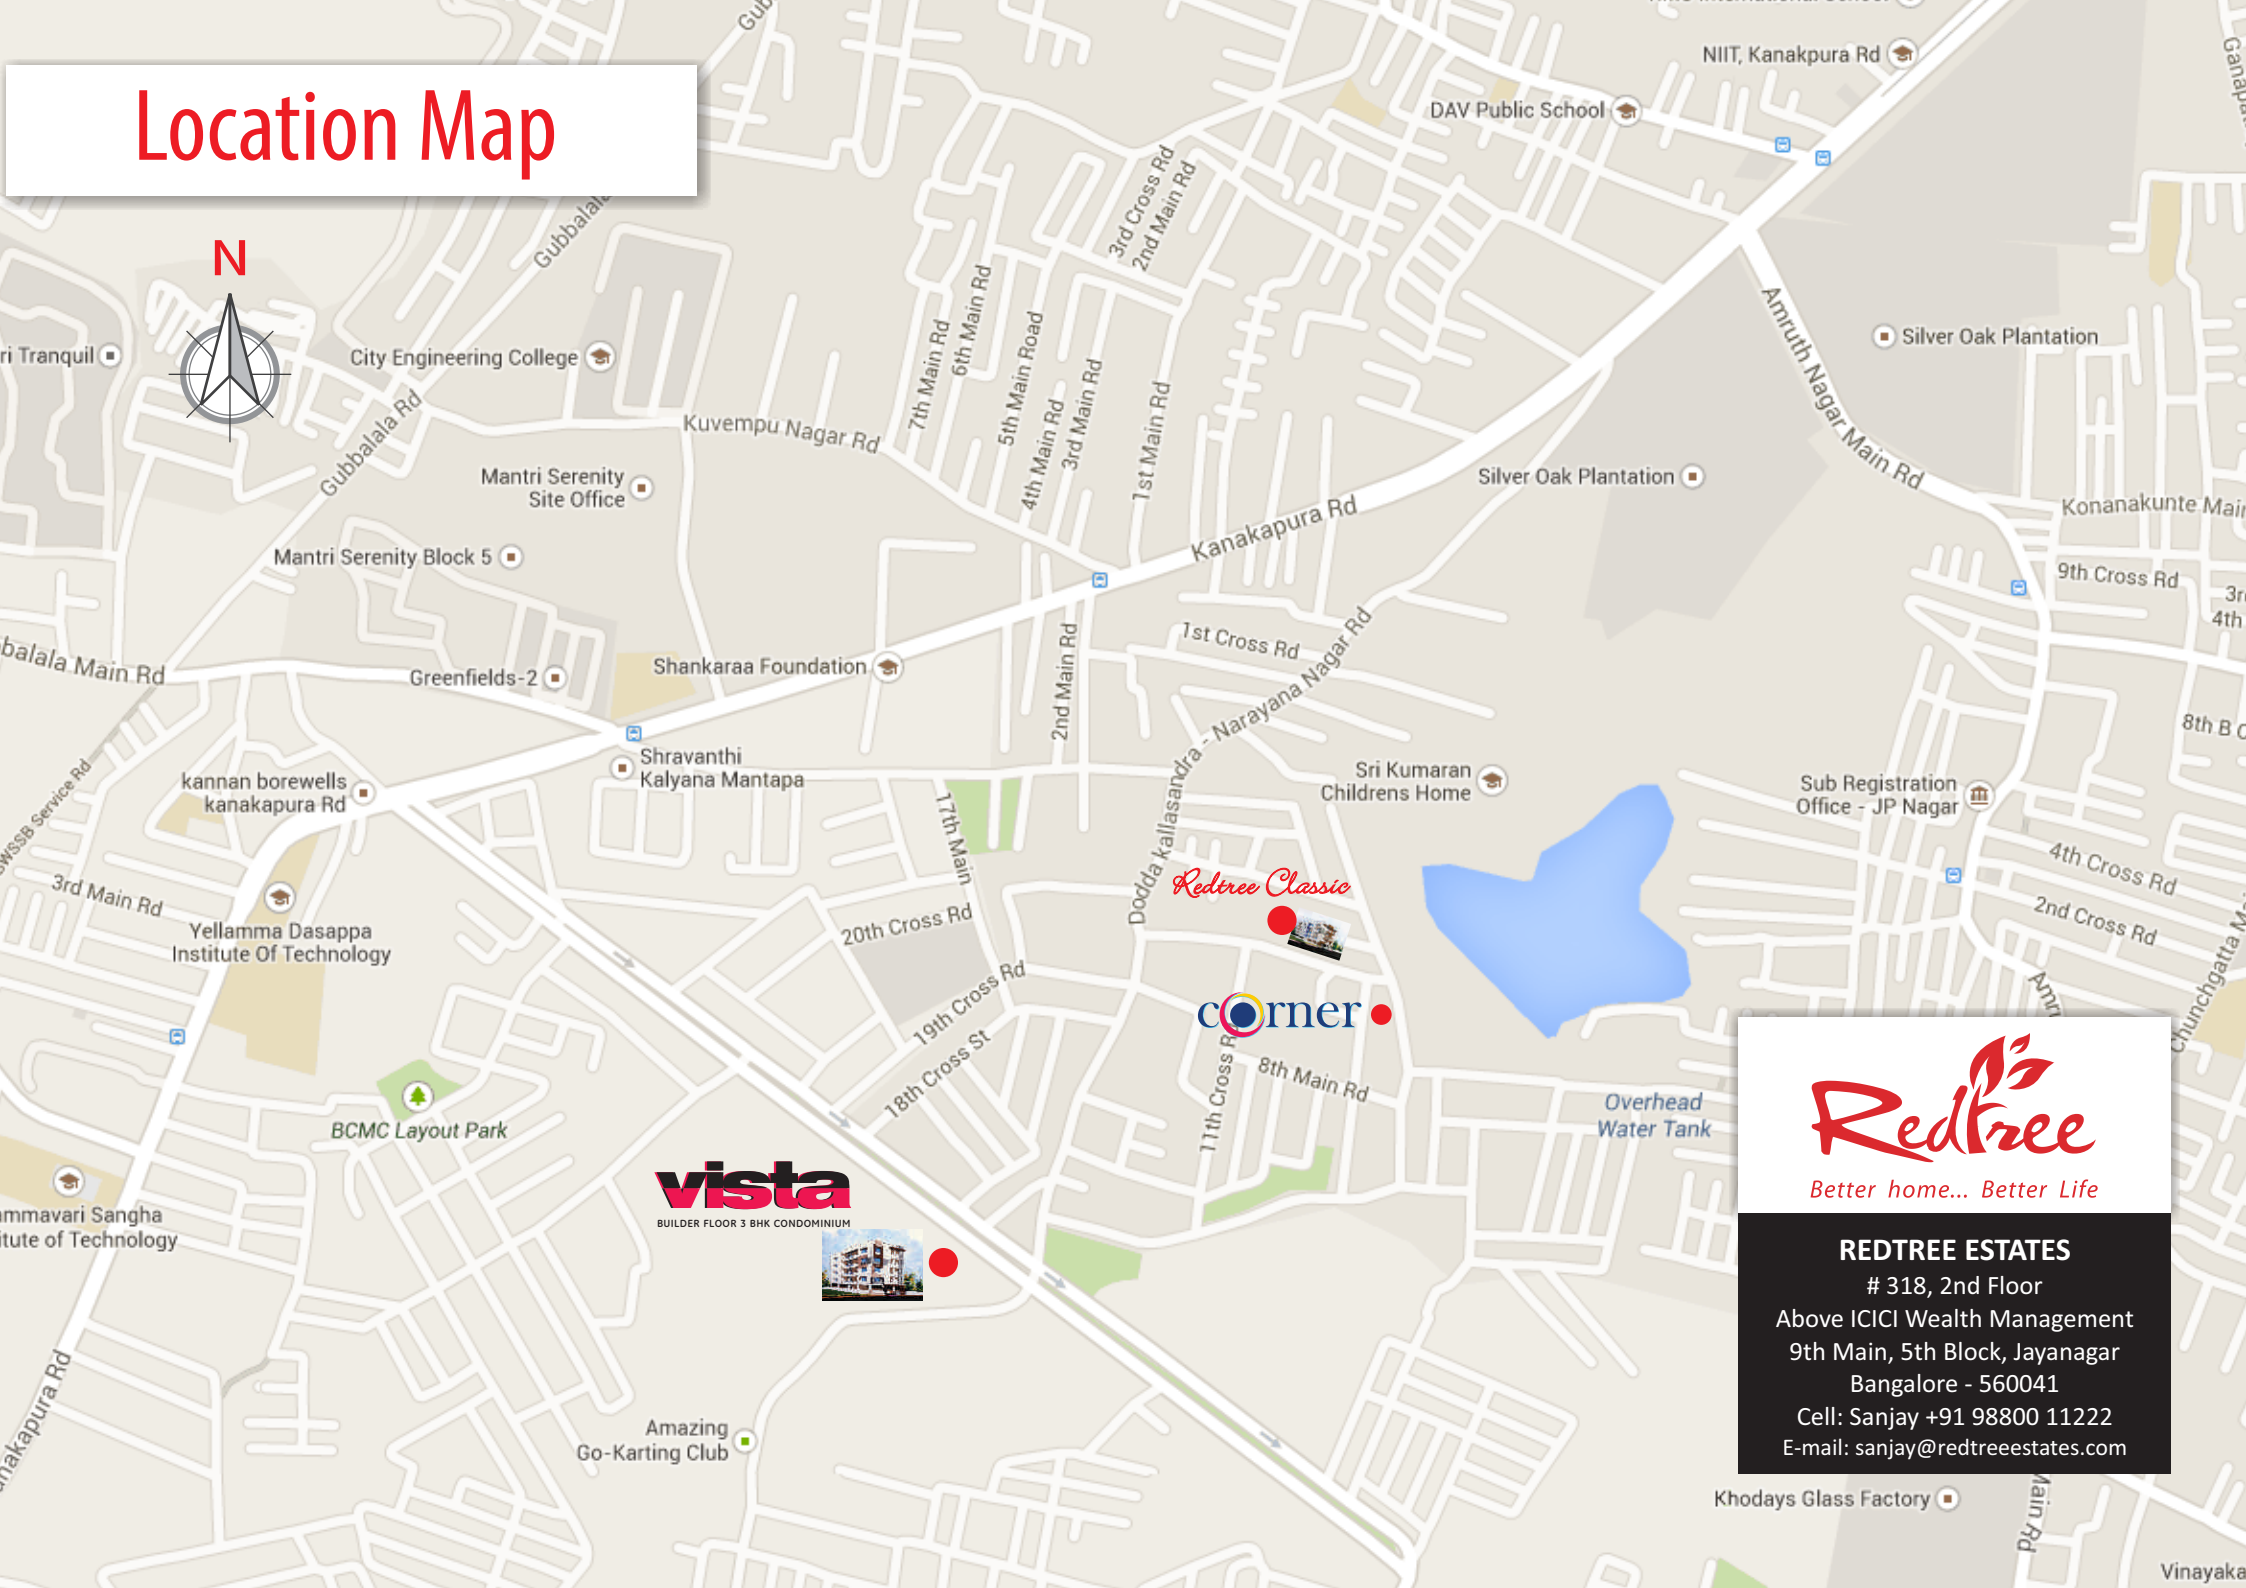 Location Map
N
NIIT, Kanakpura Rd
DAV Public School
3rd Cross Rd
2nd Main Rd
Silver Oak Plantation
Amruth Nagar Main Rd
ri Tranquil
City Engineering College
Gubbalala Rd
Kuvempu Nagar Rd
7th Main Rd
6th Main Rd
5th Main Road
4th Main Rd
3rd Main Rd
1st Main Rd
Mantri Serenity
Site Office
Silver Oak Plantation
Konanakunte Main
Kanakapura Rd
Mantri Serenity Block 5
9th Cross Rd
3r
4th
balala Main Rd
Greenfields-2
Shankaraa Foundation
2nd Main Rd
1st Cross Rd
Dodda kallasandra - Narayana Nagar Rd
8th B C
Shravanthi
Kalyana Mantapa
kannan borewells
kanakapura Rd
WSSB Service Rd
Sri Kumaran
Childrens Home
Sub Registration
Office - JP Nagar
17th Main
4th Cross Rd
2nd Cross Rd
3rd Main Rd
Redtree Classic
Yellamma Dasappa
Institute Of Technology
20th Cross Rd
19th Cross Rd
18th Cross St
corner
11th Cross R
8th Main Rd
Amru
Chunchgatta Ma
BCMC Layout Park
Overhead
Water Tank
vista
BUILDER FLOOR 3 BHK CONDOMINIUM
mmavari Sangha
itute of Technology
nakapura Rd
Amazing
Go-Karting Club
Redtree
Better home... Better Life
REDTREE ESTATES
# 318, 2nd Floor
Above ICICI Wealth Management
9th Main, 5th Block, Jayanagar
Bangalore - 560041
Cell: Sanjay +91 98800 11222
E-mail: sanjay@redtreeestates.com
Khodays Glass Factory
Main Rd
Vinayaka